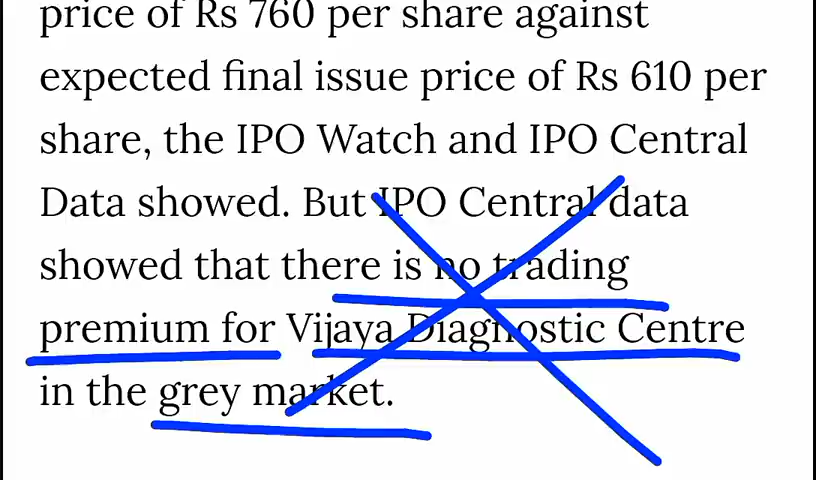 price of Rs 760 per share against
expected final issue price of Rs 610 per
share, the IPO Watch and IPO Central
Data showed. But IPO Central data
showed that there is no trading
premium for Vijaya Diagnostic Centre
in the grey market.